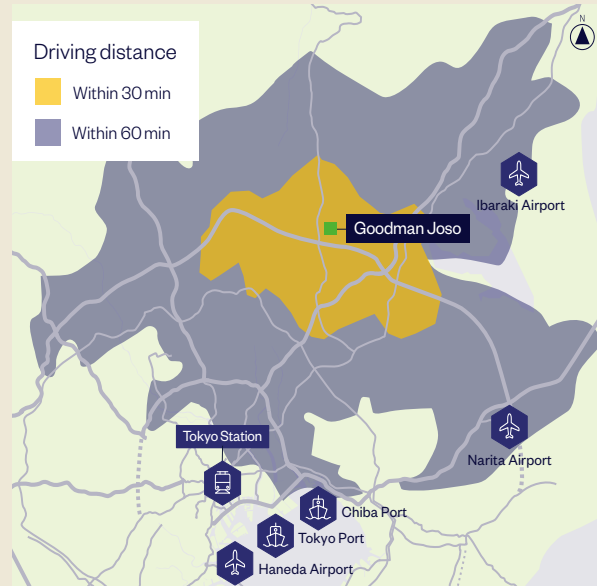 Driving distance
Within 30 min
Within 60 min
N
Ibaraki Airport
Goodman Joso
Tokyo Station
Narita Airport
Chiba Port
Tokyo Port
Haneda Airport